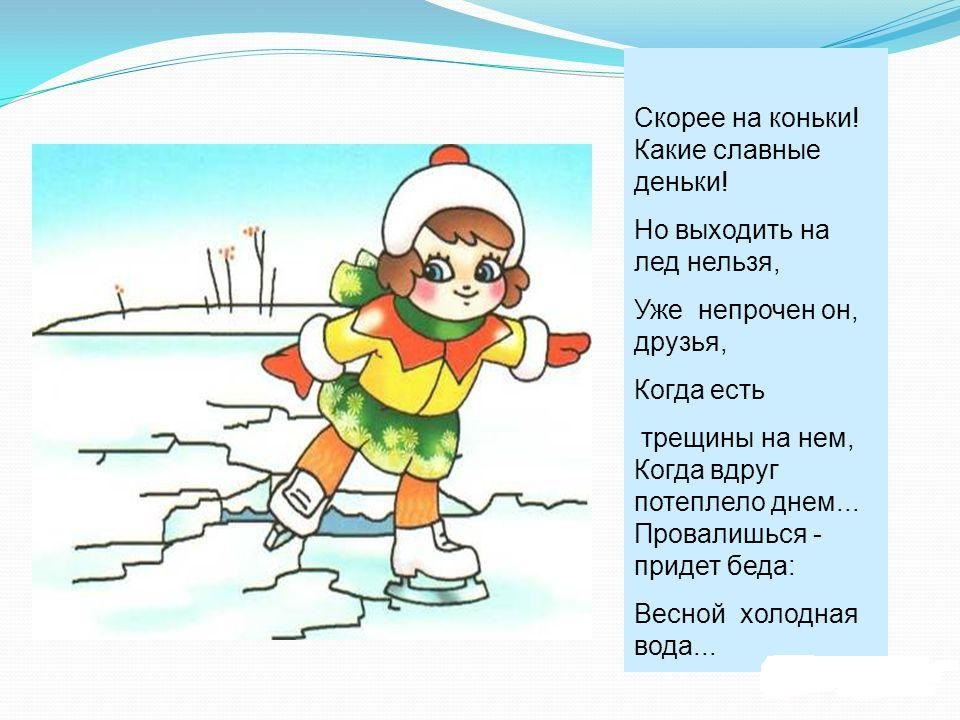 Скорее на коньки!
Какие славные
деньки!
Но выходить на
лед нельзя,
Уже  непрочен он,
друзья,
Когда есть
трещины на нем,
Когда вдруг
потеплело днем...
Провалишься -
придет беда:
Весной  холодная
вода...